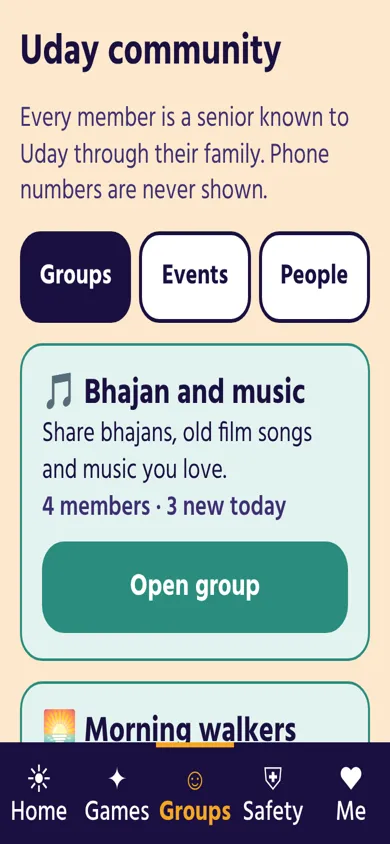 Uday community
Every member is a senior known to
Uday through their family. Phone
numbers are never shown.
Groups
Events
People
🎵 Bhajan and music
Share bhajans, old film songs
and music you love.
4 members · 3 new today
Open group
🌅 Morning walkers
Home
Games
Groups
Safety
Me